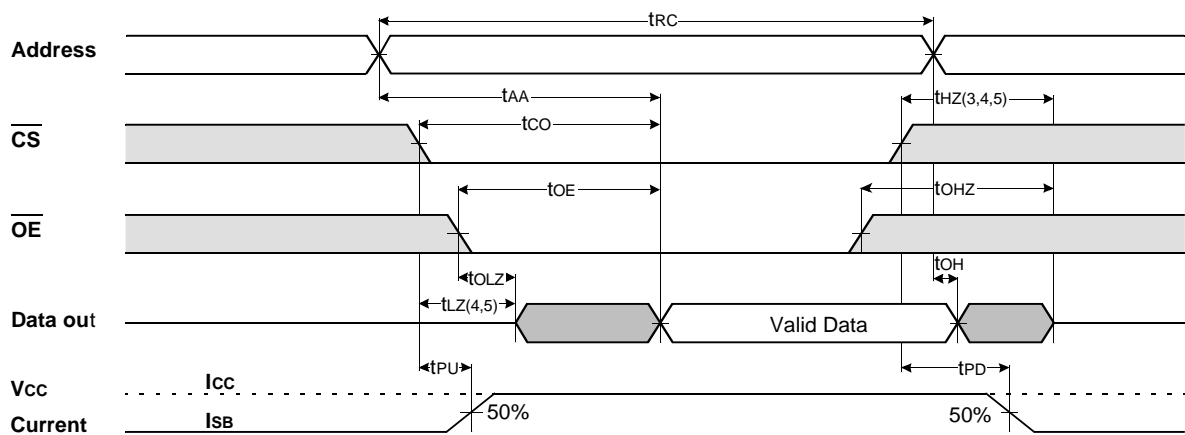 tRC
Address
tAA
tHZ(3,4,5)
CS
tCO
OE
tOE
tOHZ
tOLZ
tOH
tLZ(4,5)
Data out
Valid Data
tPU
tPD
VCC
ICC
50%
50%
Current
ISB